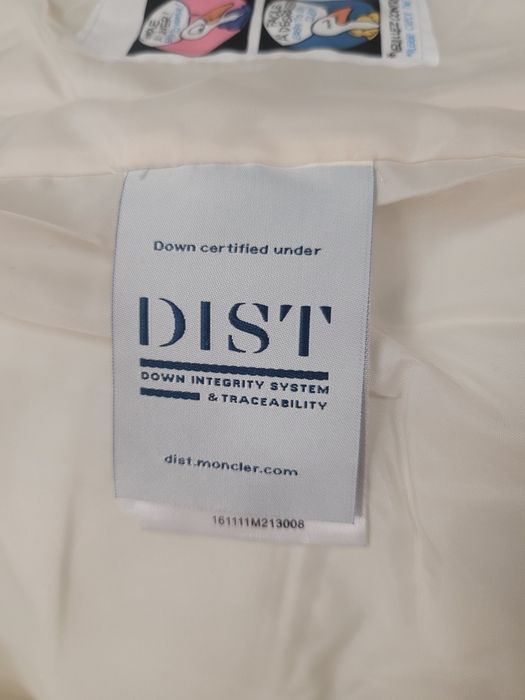 Down certified under
DIST
DOWN INTEGRITY SYSTEM
& TRACEABILITY
dist.moncler.com
161111M213008